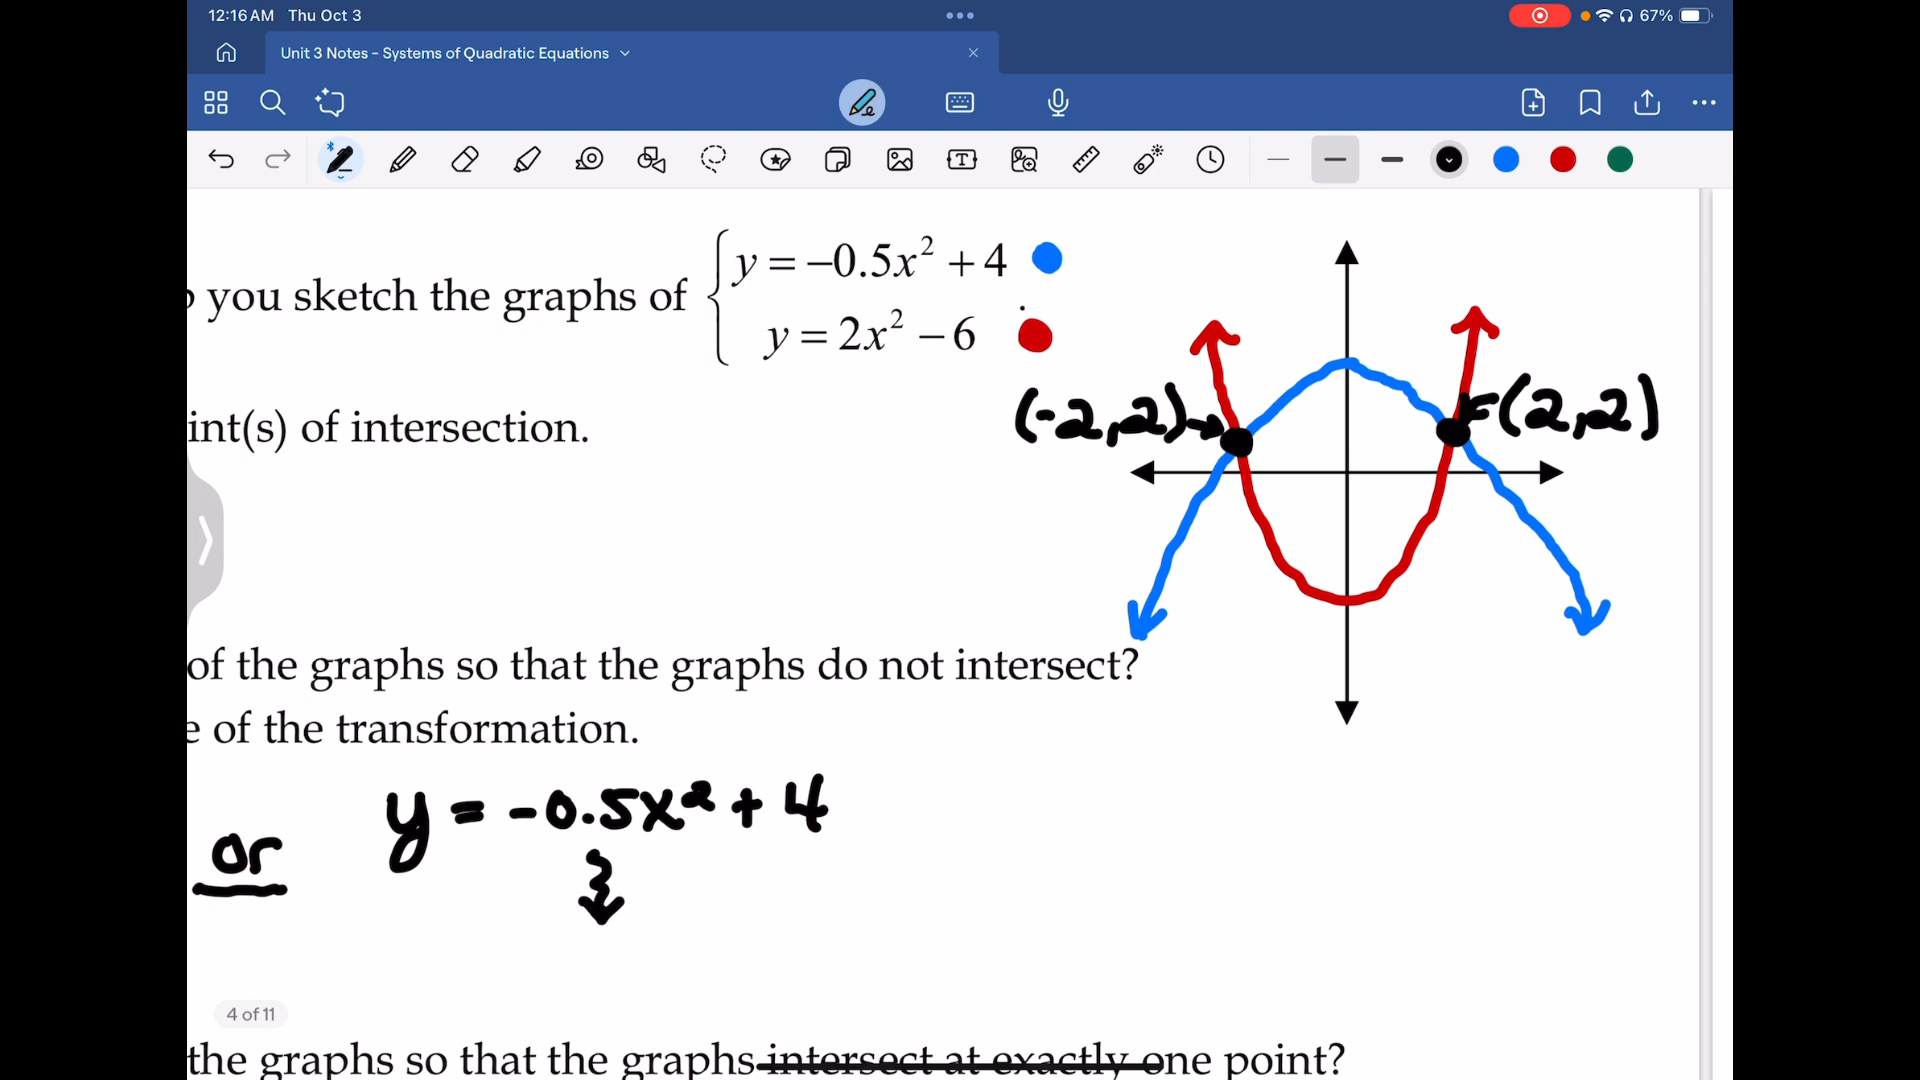 12:16 AM Thu Oct 3
67%
Unit 3 Notes - Systems of Quadratic Equations
you sketch the graphs of { y = −0.5x² + 4
y = 2x² − 6
(-2,2) (2,2)
int(s) of intersection.
of the graphs so that the graphs do not intersect?
e of the transformation.
or y = -0.5x² + 4
4 of 11
the graphs so that the graphs intersect at exactly one point?